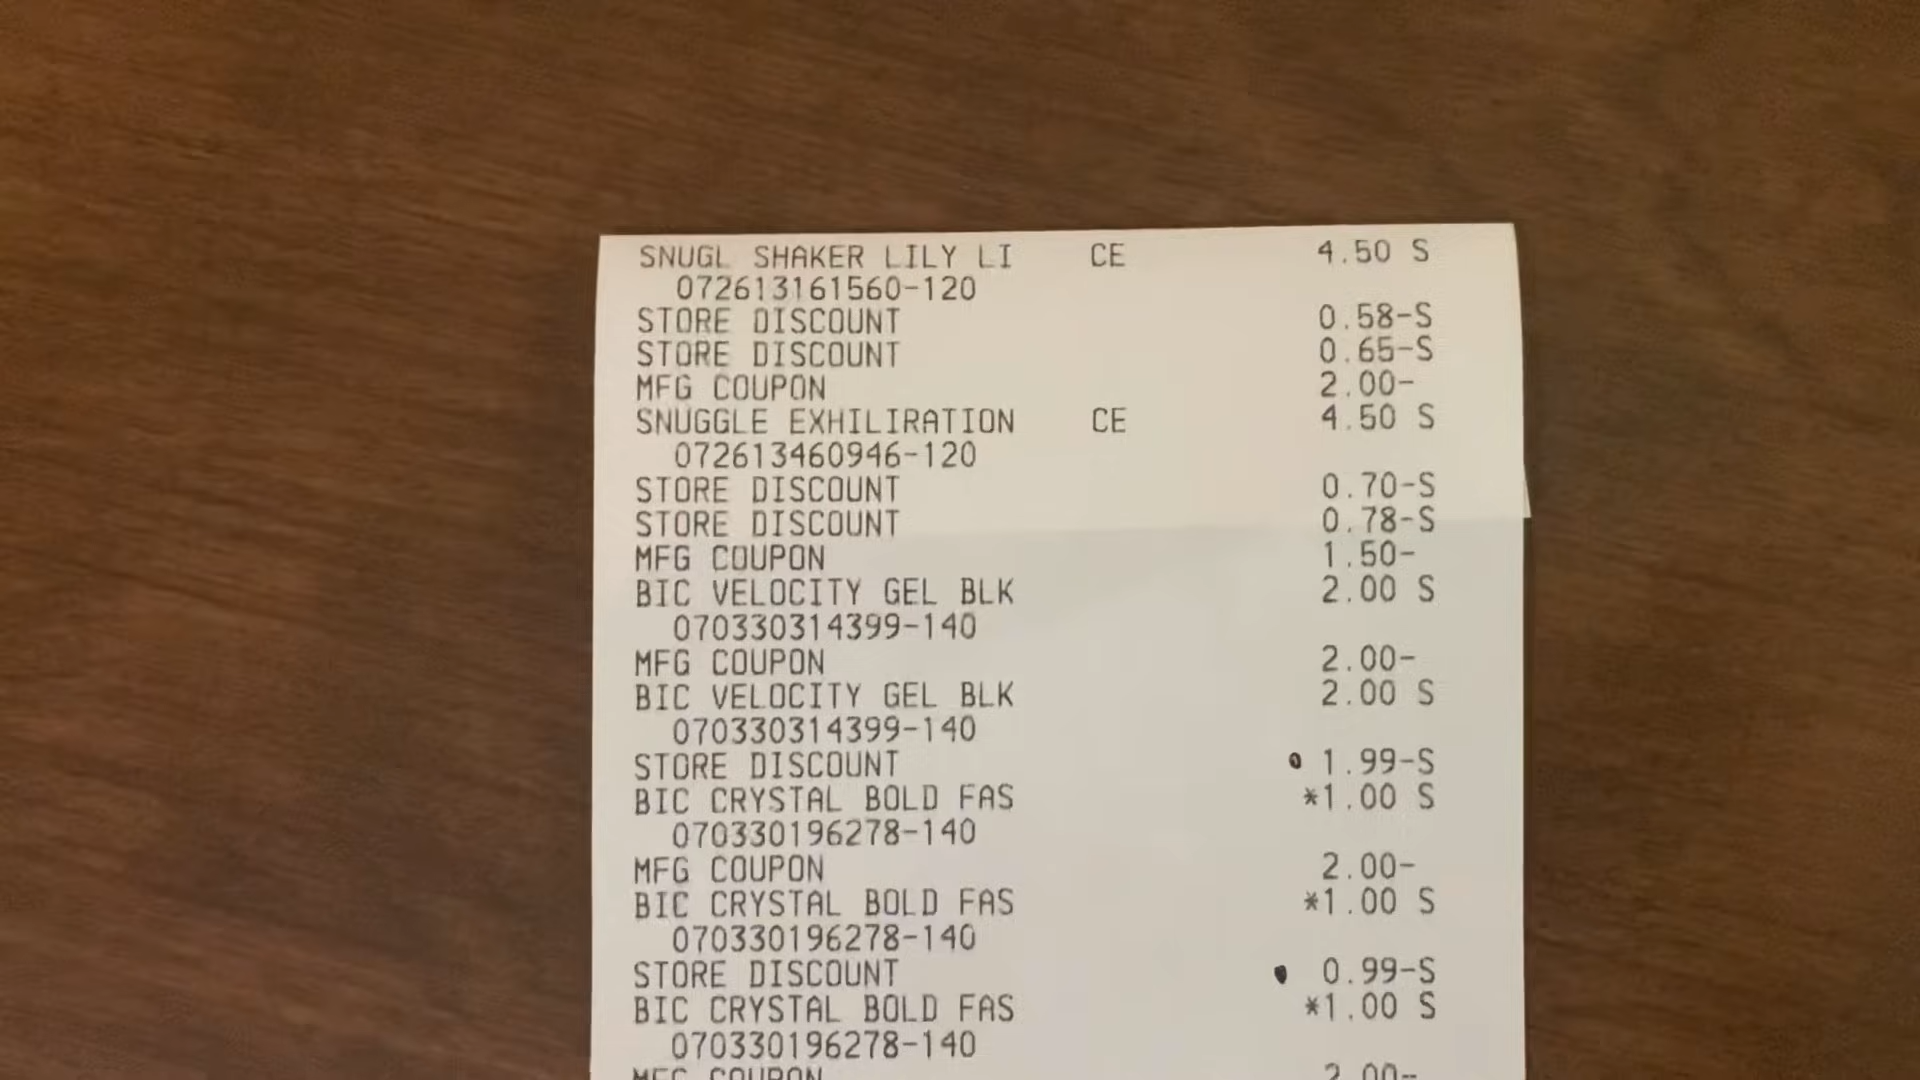 SNUGL SHAKER LILY LI CE 4.50 S
072613161560-120
STORE DISCOUNT 0.58-S
STORE DISCOUNT 0.65-S
MFG COUPON 2.00-
SNUGGLE EXHILIRATION CE 4.50 S
072613460946-120
STORE DISCOUNT 0.70-S
STORE DISCOUNT 0.78-S
MFG COUPON 1.50-
BIC VELOCITY GEL BLK 2.00 S
070330314399-140
MFG COUPON 2.00-
BIC VELOCITY GEL BLK 2.00 S
070330314399-140
STORE DISCOUNT 1.99-S
BIC CRYSTAL BOLD FAS *1.00 S
070330196278-140
MFG COUPON 2.00-
BIC CRYSTAL BOLD FAS *1.00 S
070330196278-140
STORE DISCOUNT 0.99-S
BIC CRYSTAL BOLD FAS *1.00 S
070330196278-140
MFG COUPON 2.00-